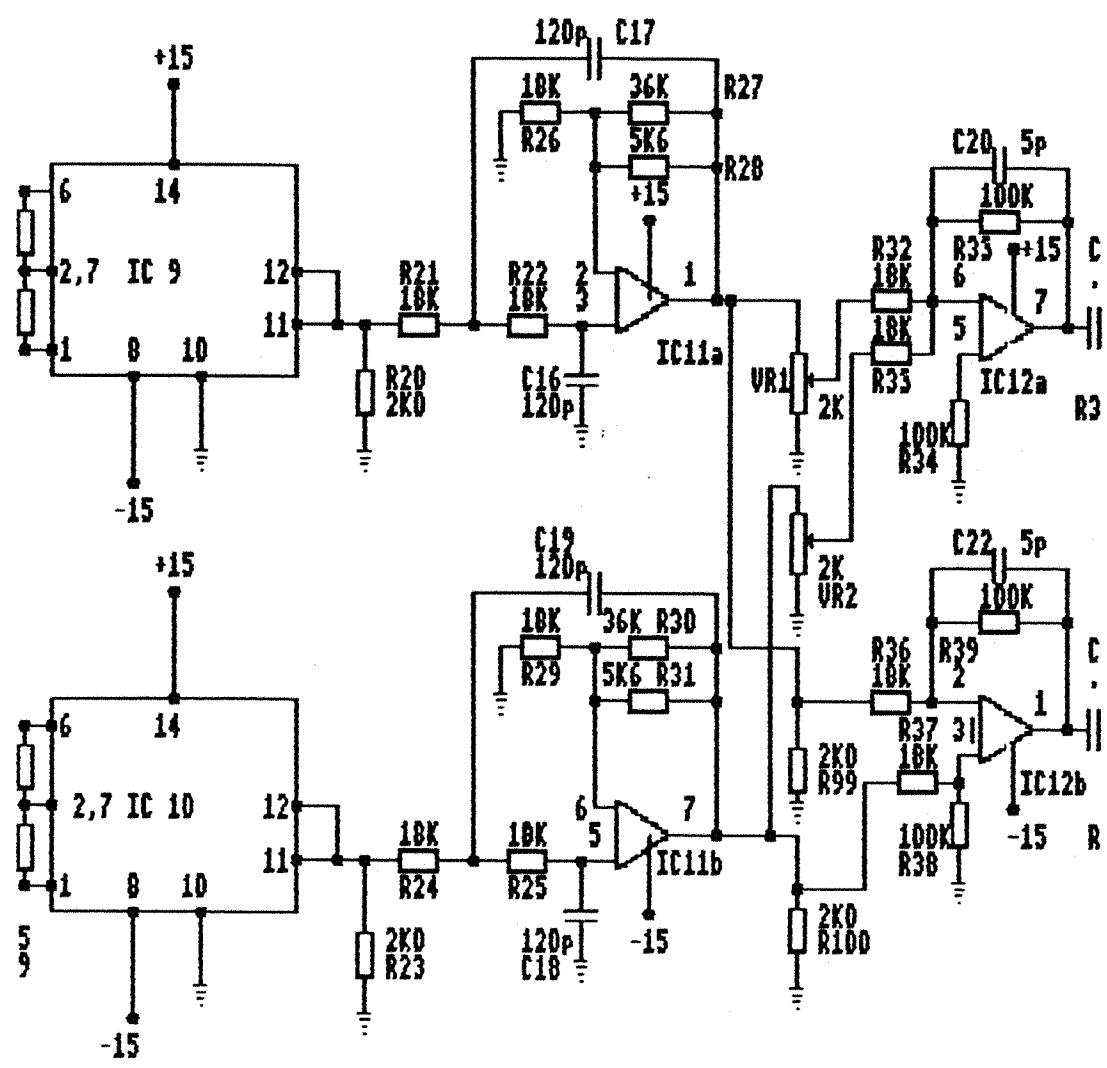 120p C17
+15
18K 36K R27
R26 5K6
R28
+15
C20 5p
100K
6 14
R32 R35 +15 C
2,7 IC 9 12
R21 R22 2 1
18K 18K 3
18K 6 7
11
18K 5
1 8 10
IC11a
R20
2K0
C16
120p
VR1
2K
R33
IC12a
R3
100K
R34
-15
C19
120p
2K
VR2
C22 5p
100K
+15
18K 36K R30
R29 5K6 R31
R36 R39 C
18K 2 1
6 14
R37 3
18K
2,7 IC 10 12
6 7
5
2K0
R99
IC12b
11
18K 18K
R24 R25
IC11b
-15
100K
R38
R
1 8 10
5
9
2K0
R23
120p
C18
-15
2K0
R100
-15